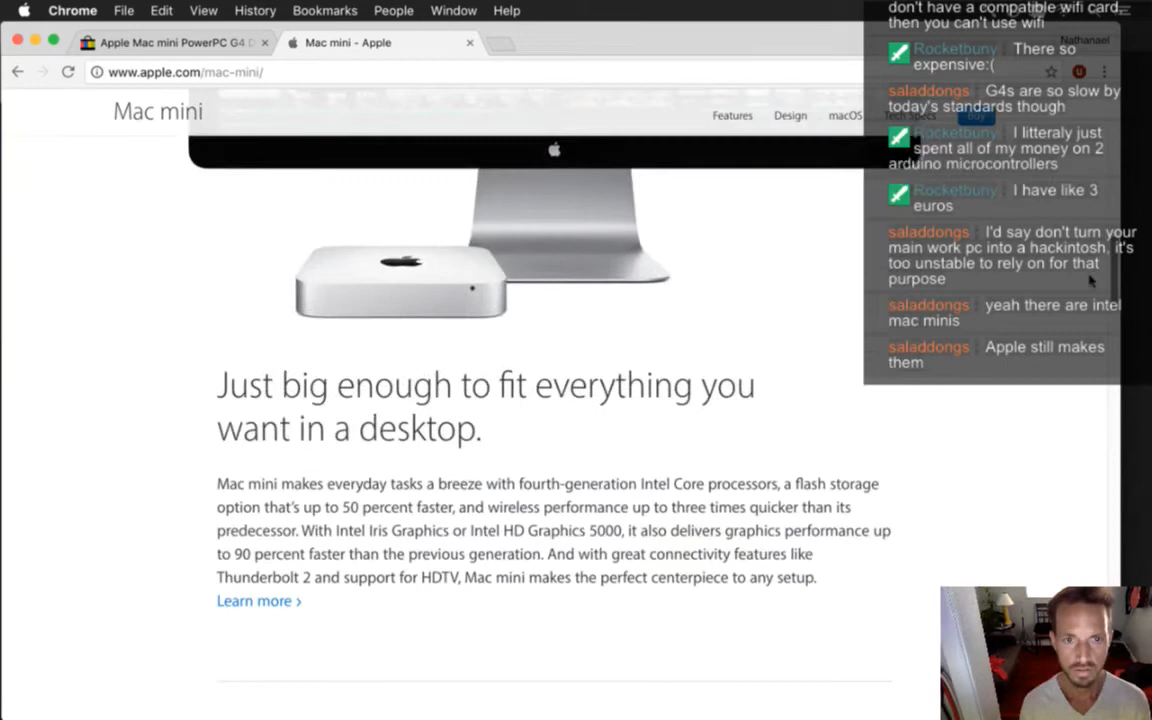 Chrome File Edit View History Bookmarks People Window Help
Apple Mac mini PowerPC G4 D
Mac mini - Apple
Nathanael
www.apple.com/mac-mini/
Mac mini
Features Design macOS Tech Specs Buy
Just big enough to fit everything you
want in a desktop.
Mac mini makes everyday tasks a breeze with fourth-generation Intel Core processors, a flash storage
option that's up to 50 percent faster, and wireless performance up to three times quicker than its
predecessor. With Intel Iris Graphics or Intel HD Graphics 5000, it also delivers graphics performance up
to 90 percent faster than the previous generation. And with great connectivity features like
Thunderbolt 2 and support for HDTV, Mac mini makes the perfect centerpiece to any setup.
Learn more ›
don't have a compatible wifi card,
then you can't use wifi
Rocketbuny There so
expensive:(
saladdongs G4s are so slow by
today's standards though
Rocketbuny I litteraly just
spent all of my money on 2
arduino microcontrollers
Rocketbuny I have like 3
euros
saladdongs I'd say don't turn your
main work pc into a hackintosh, it's
too unstable to rely on for that
purpose
saladdongs yeah there are intel
mac minis
saladdongs Apple still makes
them